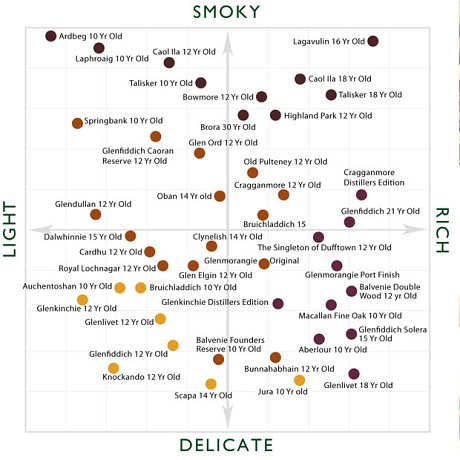 SMOKY
Ardbeg 10 Yr Old
Lagavulin 16 Yr Old
Caol Ila 12 Yr Old
Laphroaig 10 Yr Old
Caol Ila 18 Yr Old
Talisker 10 Yr Old
Talisker 18 Yr Old
Bowmore 12 Yr Old
Highland Park 12 Yr Old
Springbank 10 Yr Old
Brora 30 Yr Old
Glen Ord 12 Yr Old
Glenfiddich Caoran
Reserve 12 Yr Old
Old Pulteney 12 Yr Old
Cragganmore
Distillers Edition
Cragganmore 12 Yr Old
Oban 14 Yr old
Glendullan 12 Yr Old
Glenfiddich 21 Yr Old
Bruichladdich 15
LIGHT
RICH
Dalwhinnie 15 Yr Old
Clynelish 14 Yr Old
The Singleton of Dufftown 12 Yr Old
Cardhu 12 Yr Old
Glenmorangie Original
Royal Lochnagar 12 Yr Old
Glen Elgin 12 Yr Old
Glenmorangie Port Finish
Auchentoshan 10 Yr Old
Bruichladdich 10 Yr Old
Balvenie Double
Wood 12 yr Old
Glenkinchie 12 Yr Old
Glenkinchie Distillers Edition
Macallan Fine Oak 10 Yr Old
Glenlivet 12 Yr Old
Glenfiddich Solera
15 Yr Old
Balvenie Founders
Reserve 10 Yr Old
Aberlour 10 Yr Old
Glenfiddich 12 Yr Old
Bunnahabhain 12 Yr Old
Knockando 12 Yr Old
Glenlivet 18 Yr Old
Scapa 14 Yr Old
Jura 10 yr Old
DELICATE